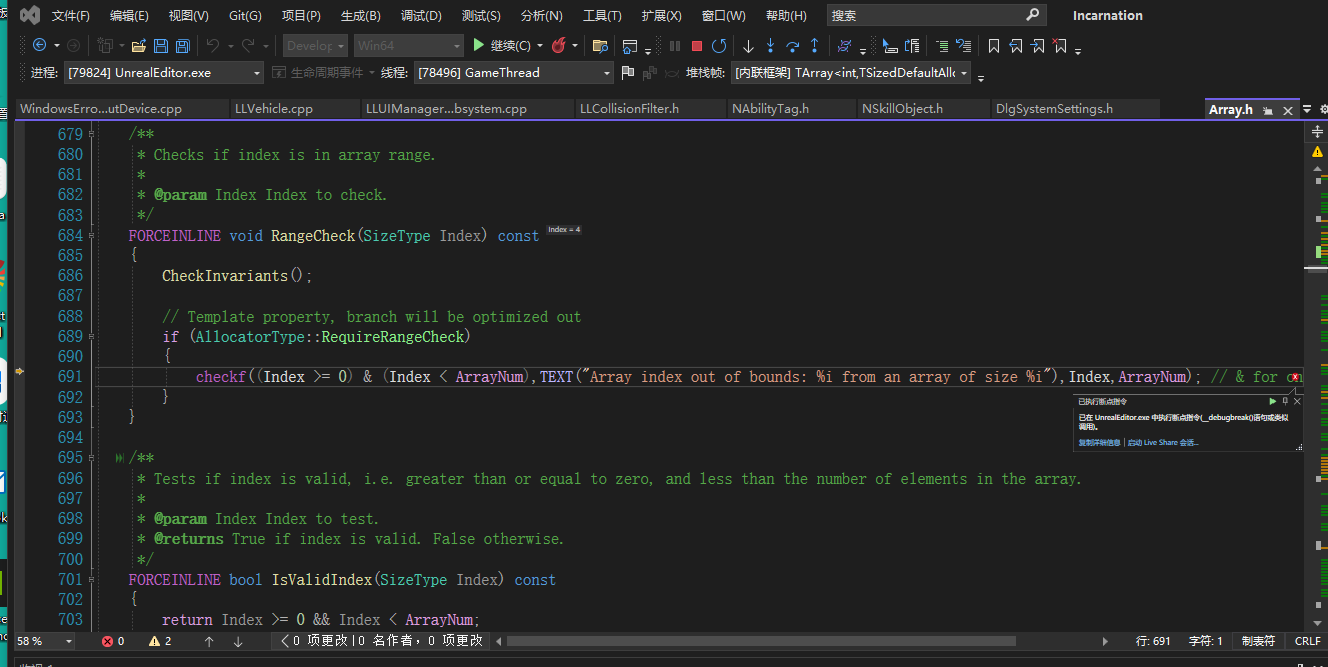 文件(F) 编辑(E) 视图(V) Git(G) 项目(P) 生成(B) 调试(D) 测试(S) 分析(N) 工具(T) 扩展(X) 窗口(W) 帮助(H) 搜索 Incarnation
Develop Win64 继续(C)
进程: [79824] UnrealEditor.exe 生命周期事件 线程: [78496] GameThread 堆栈帧: [内联框架] TArray<int,TSizedDefaultAllo
WindowsErro...utDevice.cpp LLVehicle.cpp LLUIManager...bsystem.cpp LLCollisionFilter.h NAbilityTag.h NSkillObject.h DlgSystemSettings.h Array.h
679 /**
680 * Checks if index is in array range.
681 *
682 * @param Index Index to check.
683 */
684 FORCEINLINE void RangeCheck(SizeType Index) const Index = 4
685 {
686 CheckInvariants();
687
688 // Template property, branch will be optimized out
689 if (AllocatorType::RequireRangeCheck)
690 {
691 checkf((Index >= 0) & (Index < ArrayNum),TEXT("Array index out of bounds: %i from an array of size %i"),Index,ArrayNum); // & for on
692 }
693 }
已执行断点指令
已在 UnrealEditor.exe 中执行断点指令(__debugbreak()语句或类似
调用)。
复制详细信息 | 启动 Live Share 会话...
694
695 /**
696 * Tests if index is valid, i.e. greater than or equal to zero, and less than the number of elements in the array.
697 *
698 * @param Index Index to test.
699 * @returns True if index is valid. False otherwise.
700 */
701 FORCEINLINE bool IsValidIndex(SizeType Index) const
702 {
703 return Index >= 0 && Index < ArrayNum;
58 % 0 2 0 项更改 | 0 名作者, 0 项更改 行: 691 字符: 1 制表符 CRLF